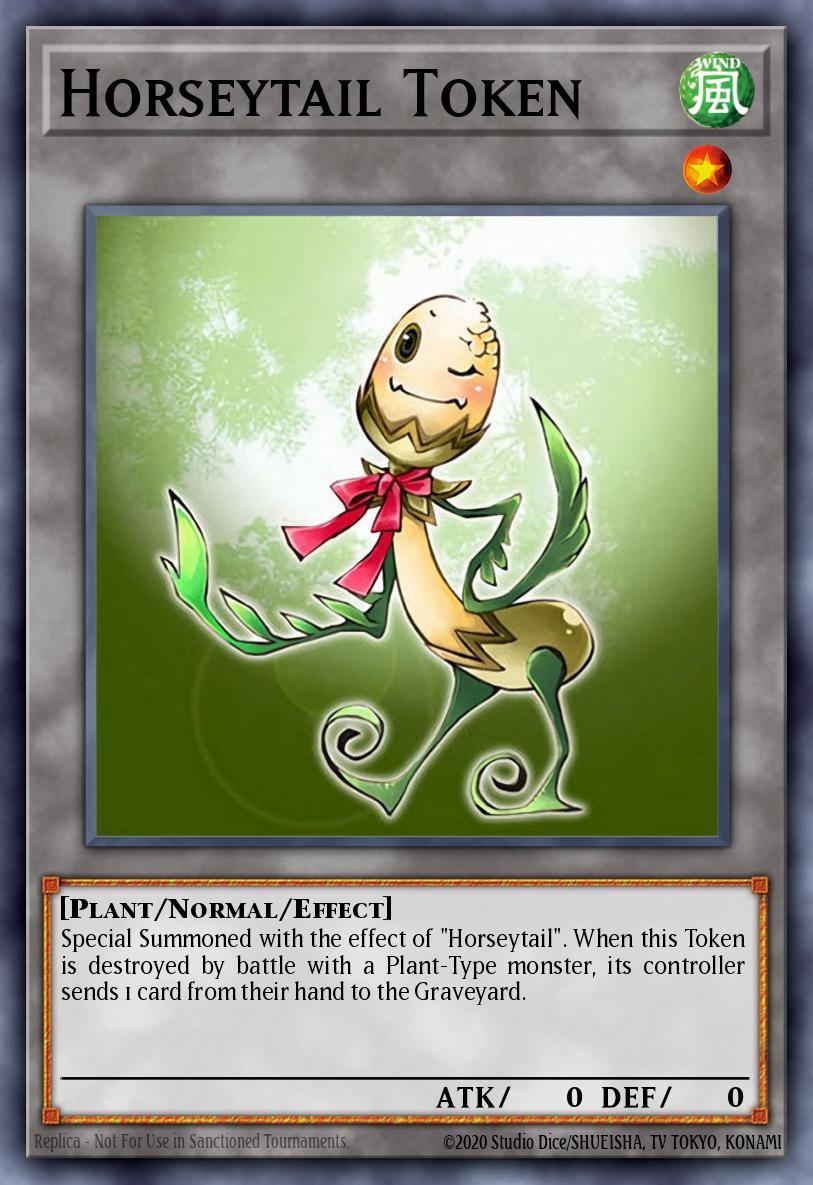 Horseytail Token
WIND
風
[Plant/Normal/Effect]
Special Summoned with the effect of "Horseytail". When this Token
is destroyed by battle with a Plant-Type monster, its controller
sends 1 card from their hand to the Graveyard.
ATK/ 0 DEF/ 0
Replica - Not For Use in Sanctioned Tournaments.
©2020 Studio Dice/SHUEISHA, TV TOKYO, KONAMI